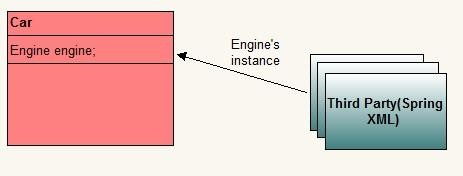 Car
Engine engine;
Engine's
instance
Third Party(Spring
XML)